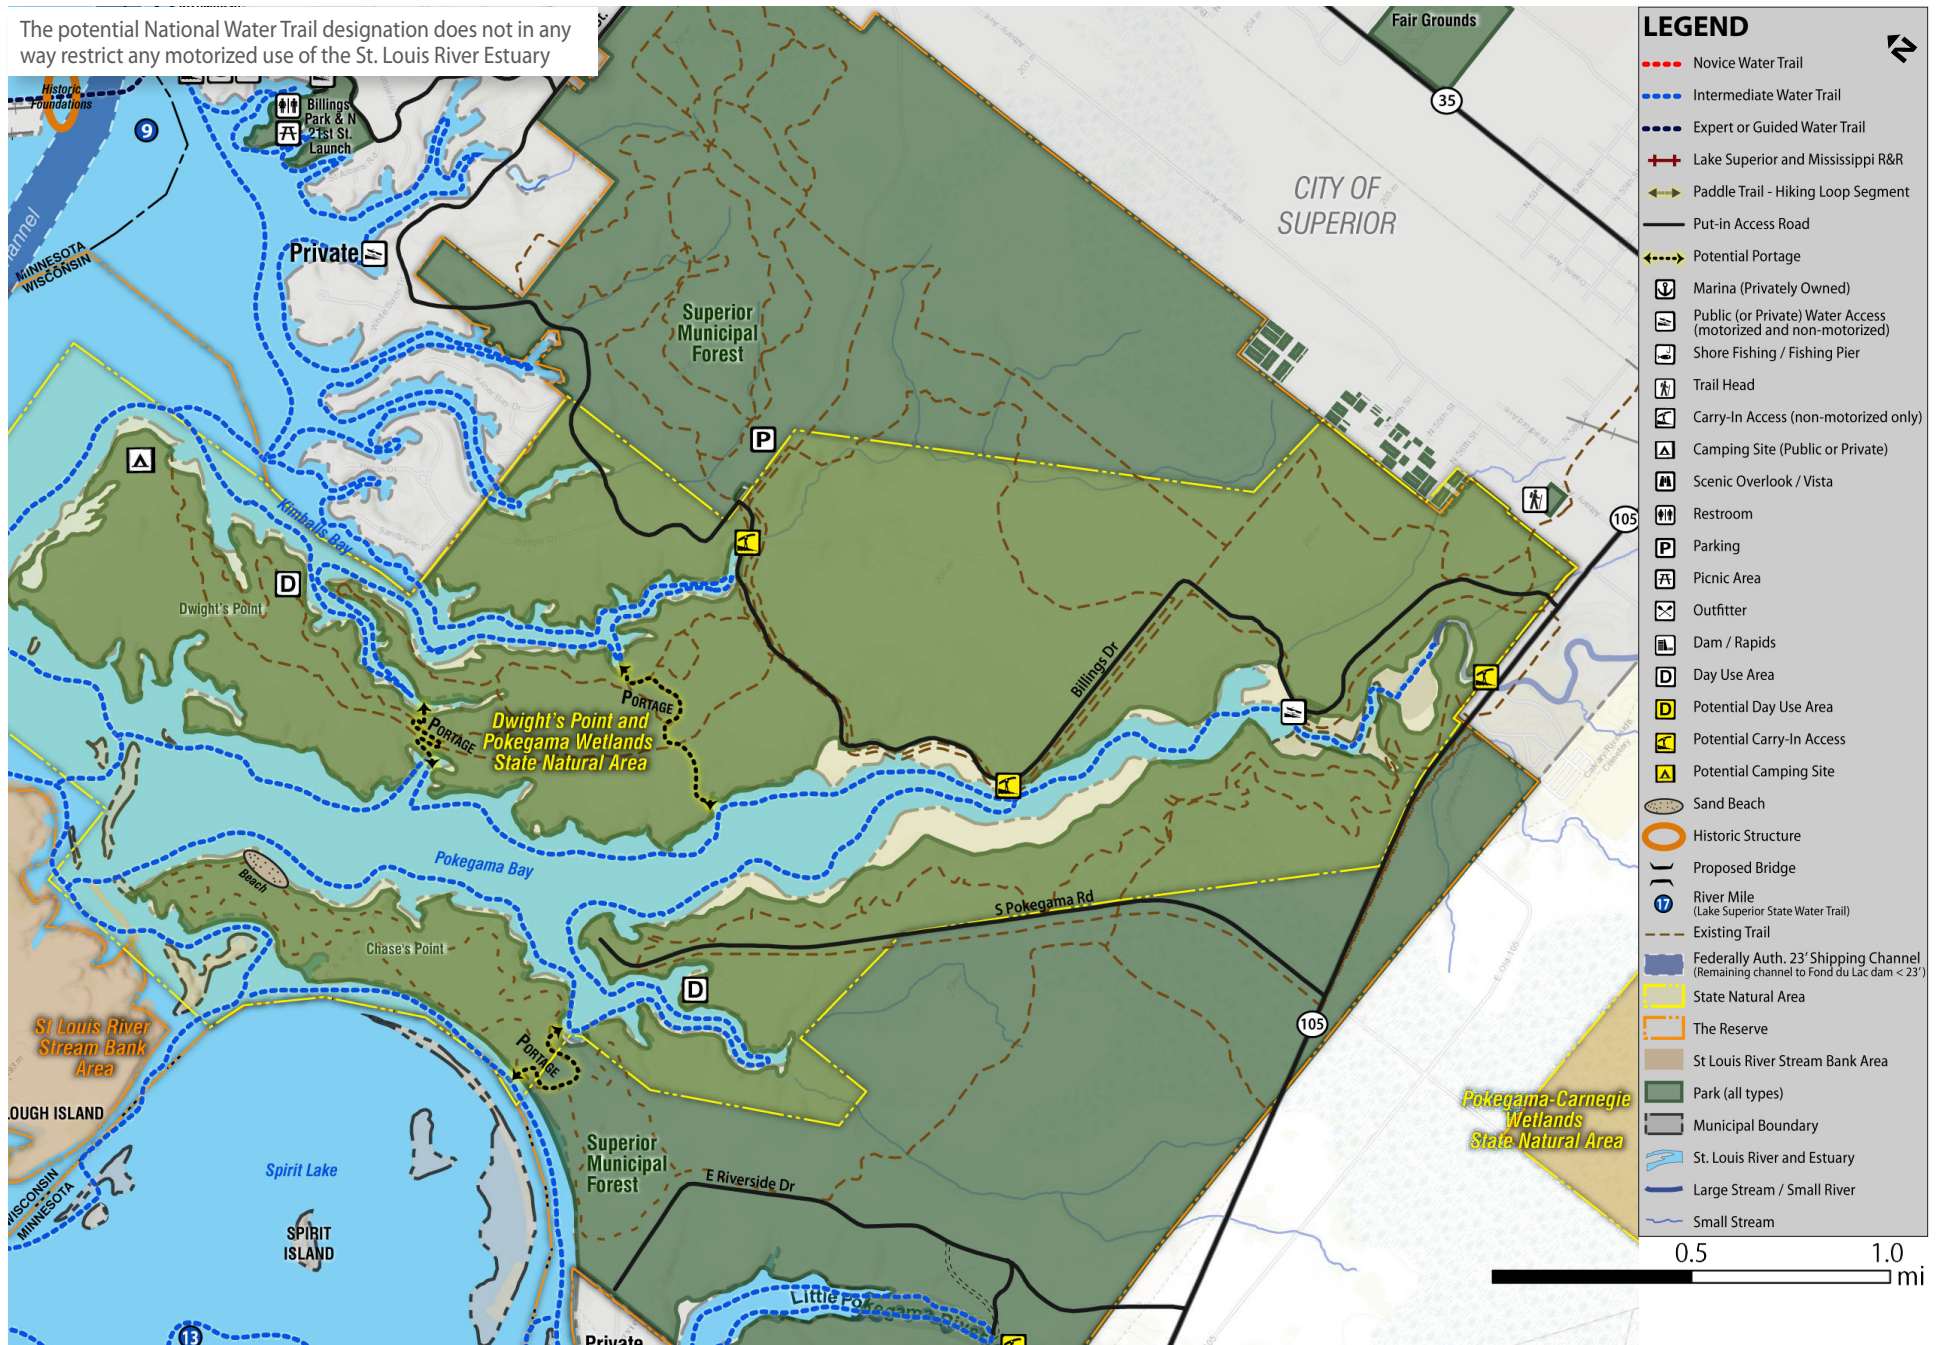 The potential National Water Trail designation does not in any
way restrict any motorized use of the St. Louis River Estuary
Historic
Foundations
9
Billings
Park & N
21st St.
Launch
St.
Fair Grounds
35
CITY OF
SUPERIOR
MINNESOTA
WISCONSIN
Private
Superior
Municipal
Forest
P
Kimballs Bay
D
Dwight's Point
105
Billings Dr
PORTAGE
PORTAGE
Dwight's Point and
Pokegama Wetlands
State Natural Area
Pokegama Bay
Beach
S Pokegama Rd
Chase's Point
D
105
St Louis River
Stream Bank
Area
PORTAGE
OUGH ISLAND
Pokegama-Carnegie
Wetlands
State Natural Area
Superior
Municipal
Forest
E Riverside Dr
Spirit Lake
WISCONSIN
MINNESOTA
SPIRIT
ISLAND
Little Pokegama River
13
Private
LEGEND
N
Novice Water Trail
Intermediate Water Trail
Expert or Guided Water Trail
Lake Superior and Mississippi R&R
Paddle Trail - Hiking Loop Segment
Put-in Access Road
Potential Portage
Marina (Privately Owned)
Public (or Private) Water Access
(motorized and non-motorized)
Shore Fishing / Fishing Pier
Trail Head
Carry-In Access (non-motorized only)
Camping Site (Public or Private)
Scenic Overlook / Vista
Restroom
P Parking
Picnic Area
Outfitter
Dam / Rapids
D Day Use Area
D Potential Day Use Area
Potential Carry-In Access
Potential Camping Site
Sand Beach
Historic Structure
Proposed Bridge
17 River Mile
(Lake Superior State Water Trail)
Existing Trail
Federally Auth. 23' Shipping Channel
(Remaining channel to Fond du Lac dam < 23')
State Natural Area
The Reserve
St Louis River Stream Bank Area
Park (all types)
Municipal Boundary
St. Louis River and Estuary
Large Stream / Small River
Small Stream
0.5 1.0
mi